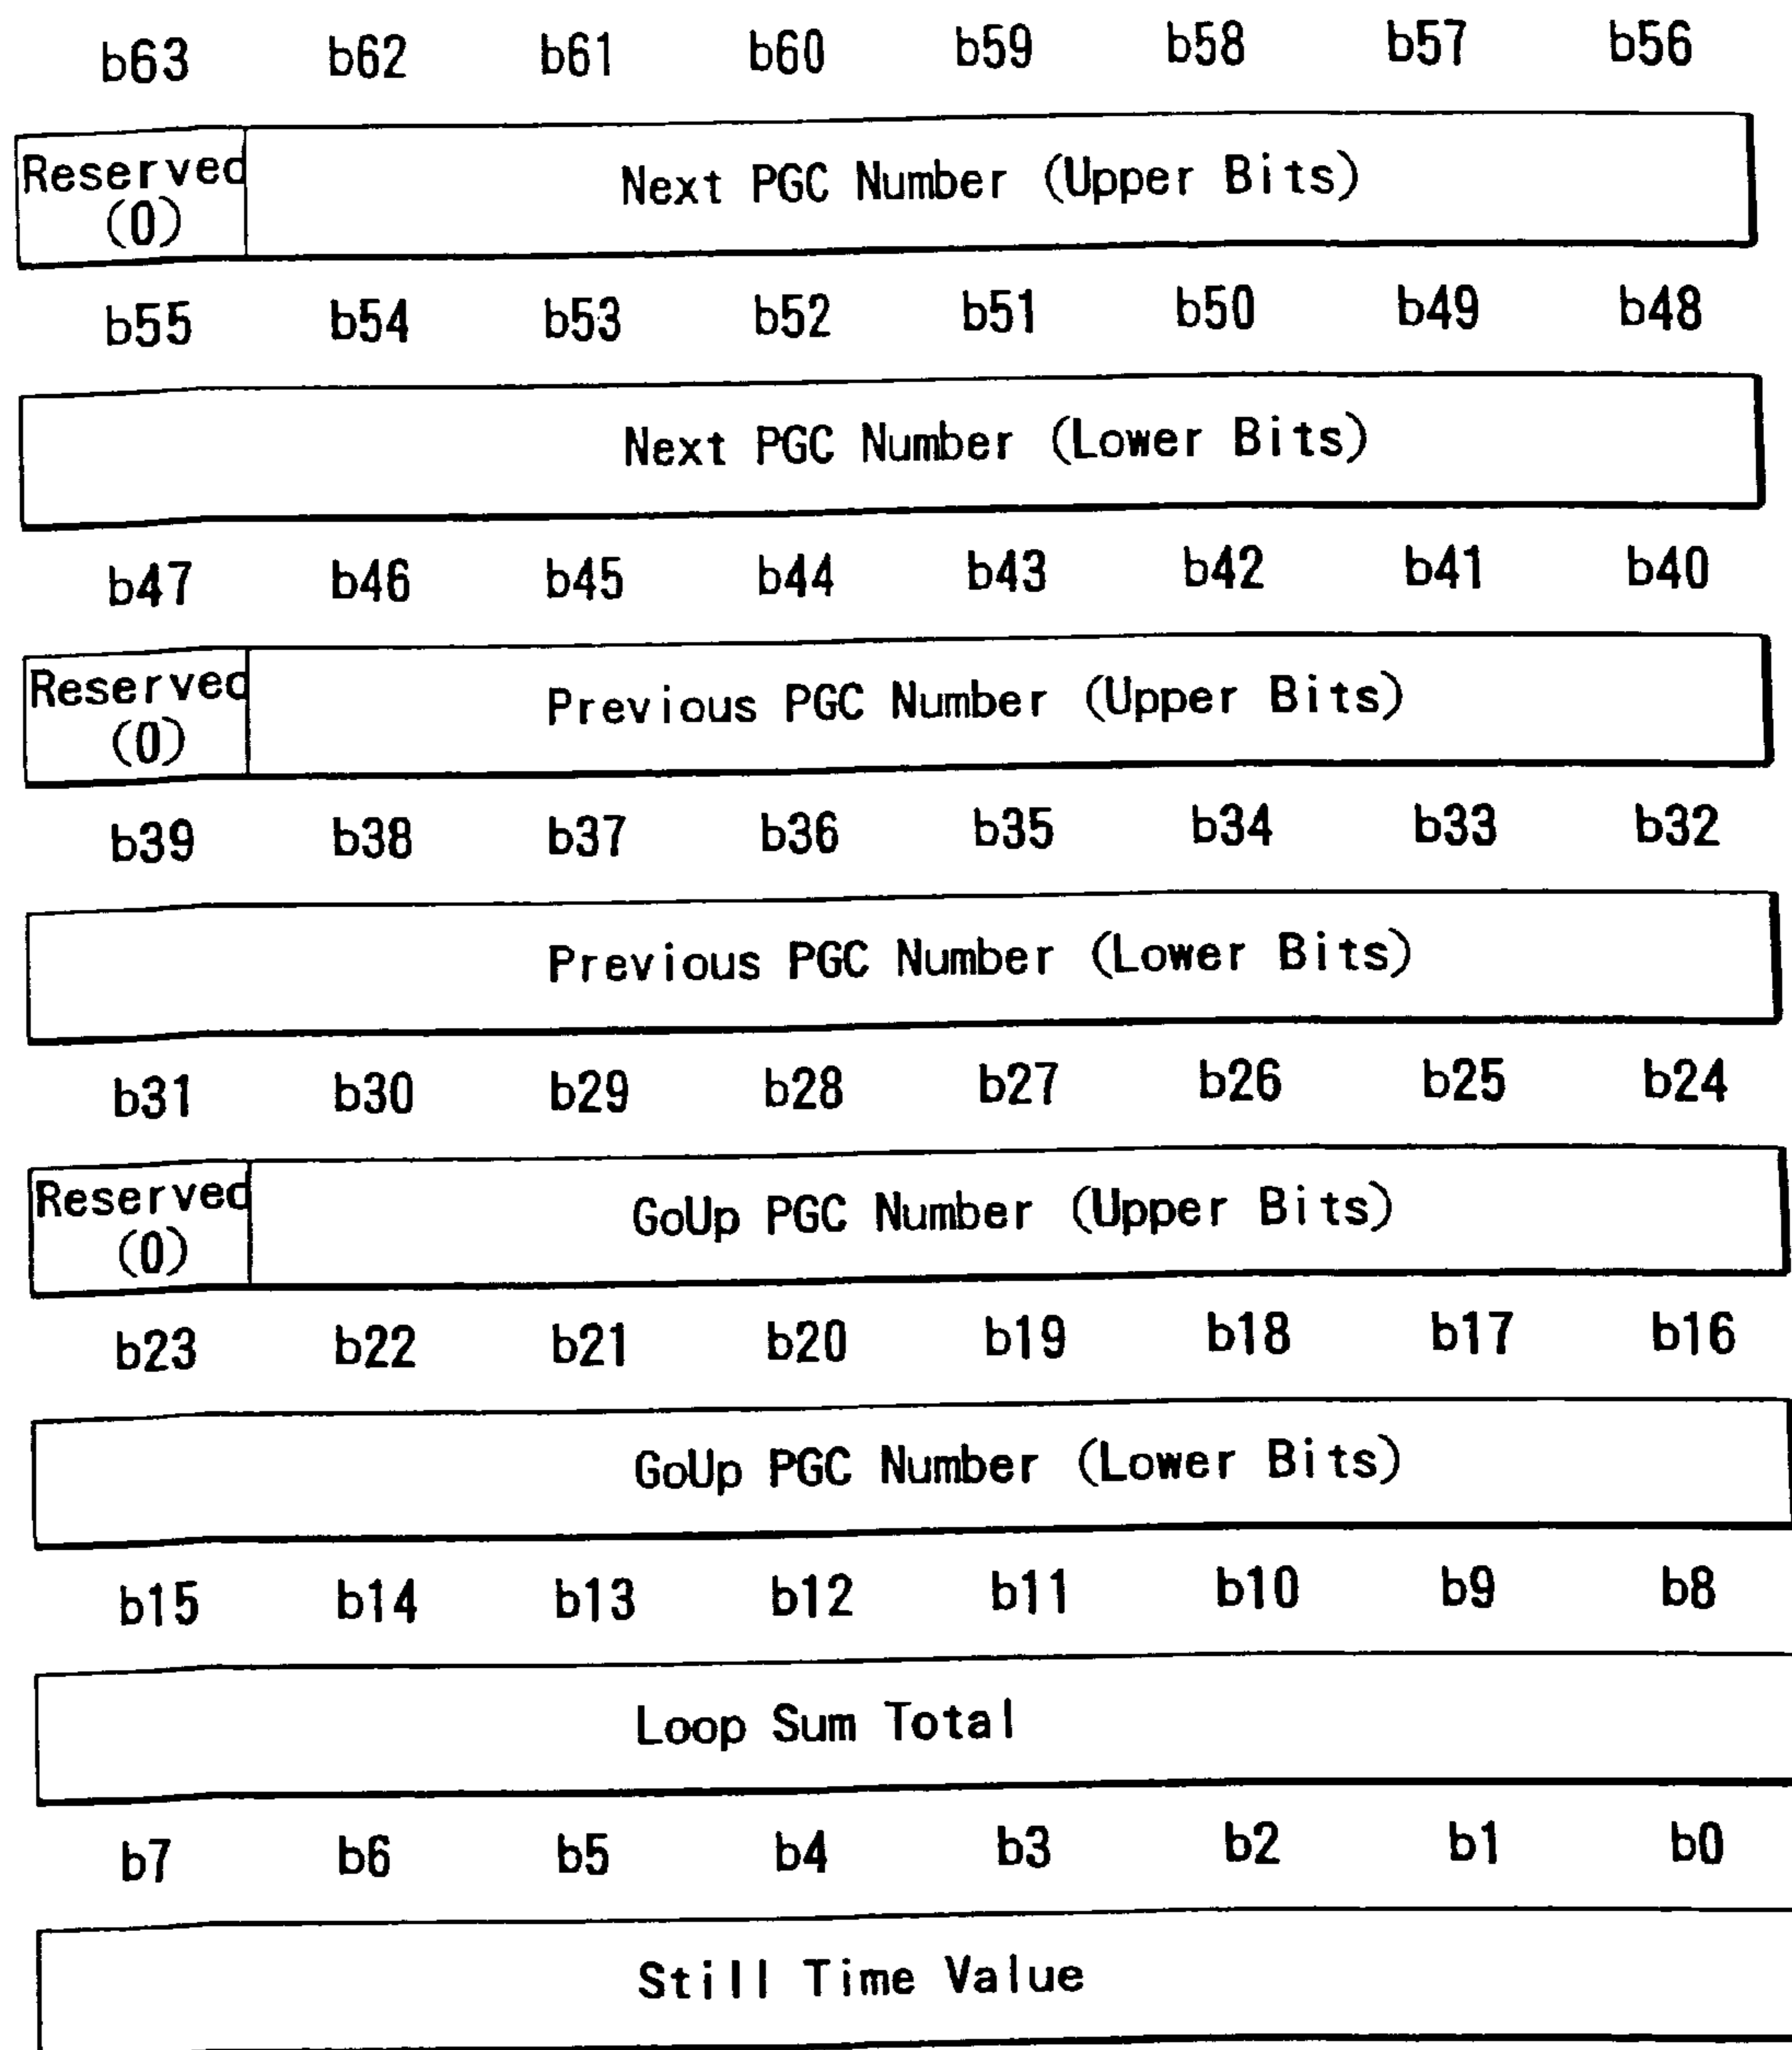 b63 b62 b61 b60 b59 b58 b57 b56
Reserved
(0)
Next PGC Number (Upper Bits)
b55 b54 b53 b52 b51 b50 b49 b48
Next PGC Number (Lower Bits)
b47 b46 b45 b44 b43 b42 b41 b40
Reserved
(0)
Previous PGC Number (Upper Bits)
b39 b38 b37 b36 b35 b34 b33 b32
Previous PGC Number (Lower Bits)
b31 b30 b29 b28 b27 b26 b25 b24
Reserved
(0)
GoUp PGC Number (Upper Bits)
b23 b22 b21 b20 b19 b18 b17 b16
GoUp PGC Number (Lower Bits)
b15 b14 b13 b12 b11 b10 b9 b8
Loop Sum Total
b7 b6 b5 b4 b3 b2 b1 b0
Still Time Value